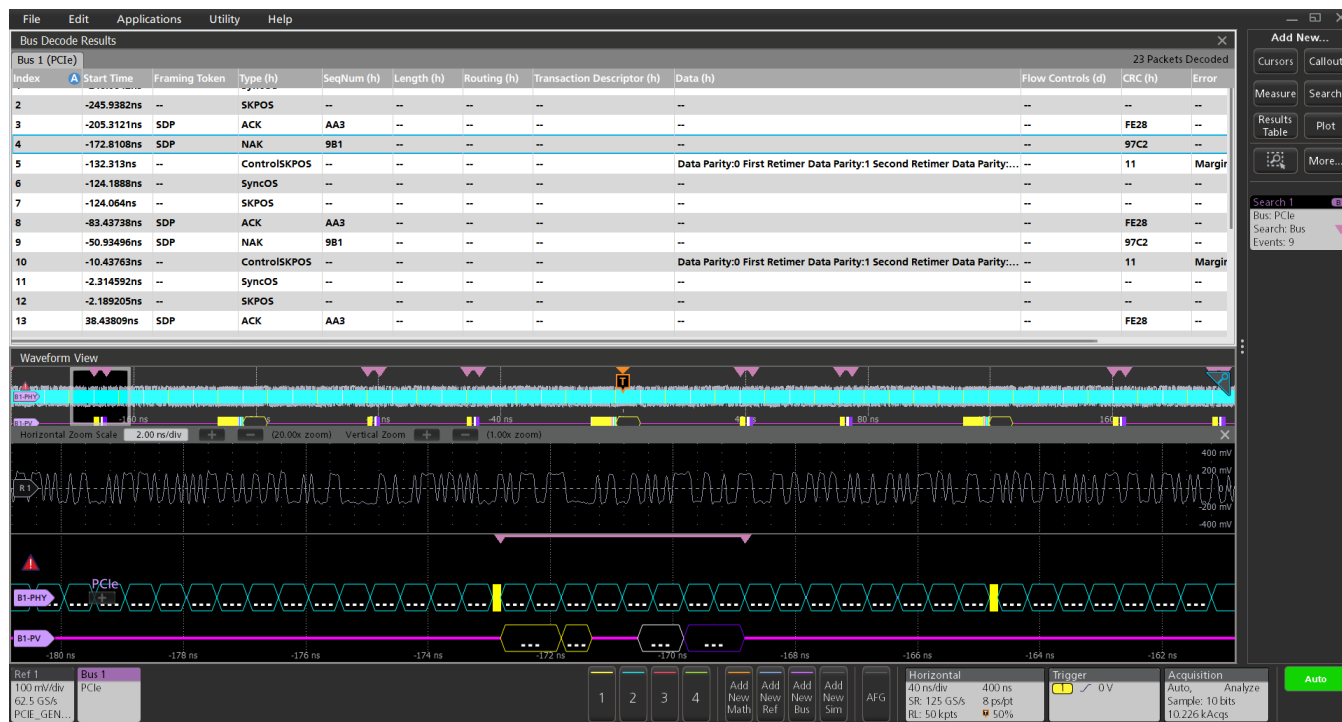 File Edit Applications Utility Help
Bus Decode Results
Bus 1 (PCIe) 23 Packets Decoded
Index A Start Time Framing Token Type (h) SeqNum (h) Length (h) Routing (h) Transaction Descriptor (h) Data (h) Flow Controls (d) CRC (h) Error
2 -245.9382ns -- SKPOS -- -- -- -- -- -- -- --
3 -205.3121ns SDP ACK AA3 -- -- -- -- -- FE28 --
4 -172.8108ns SDP NAK 9B1 -- -- -- -- -- 97C2 --
5 -132.313ns -- ControlSKPOS -- -- -- -- Data Parity:0 First Retimer Data Parity:1 Second Retimer Data Parity:... -- 11 Margin
6 -124.1888ns -- SyncOS -- -- -- -- -- -- -- --
7 -124.064ns -- SKPOS -- -- -- -- -- -- -- --
8 -83.43738ns SDP ACK AA3 -- -- -- -- -- FE28 --
9 -50.93496ns SDP NAK 9B1 -- -- -- -- -- 97C2 --
10 -10.43763ns -- ControlSKPOS -- -- -- -- Data Parity:0 First Retimer Data Parity:1 Second Retimer Data Parity:... -- 11 Margin
11 -2.314592ns -- SyncOS -- -- -- -- -- -- -- --
12 -2.189205ns -- SKPOS -- -- -- -- -- -- -- --
13 38.43809ns SDP ACK AA3 -- -- -- -- -- FE28 --
Add New...
Cursors Callout
Measure Search
Results Table Plot
More...
Search 1 B
Bus: PCIe
Search: Bus
Events: 9
Waveform View
T
B1-PHY
B1-PV -160 ns -40 ns 80 ns 160
Horizontal Zoom Scale 2.00 ns/div + − (20.00x zoom) Vertical Zoom + − (1.00x zoom)
400 mV
200 mV
R 1
-200 mV
-400 mV
PCIe
B1-PHY
B1-PV
-180 ns -178 ns -176 ns -174 ns -172 ns -170 ns -168 ns -166 ns -164 ns -162 ns
Ref 1
100 mV/div
62.5 GS/s
PCIE_GEN...
Bus 1
PCIe
1 2 3 4
Add New Math
Add New Ref
Add New Bus
Add New Sim
AFG
Horizontal
40 ns/div 400 ns
SR: 125 GS/s 8 ps/pt
RL: 50 kpts 50%
Trigger
1 0 V
Acquisition
Auto, Analyze
Sample: 10 bits
10.226 kAcqs
Auto